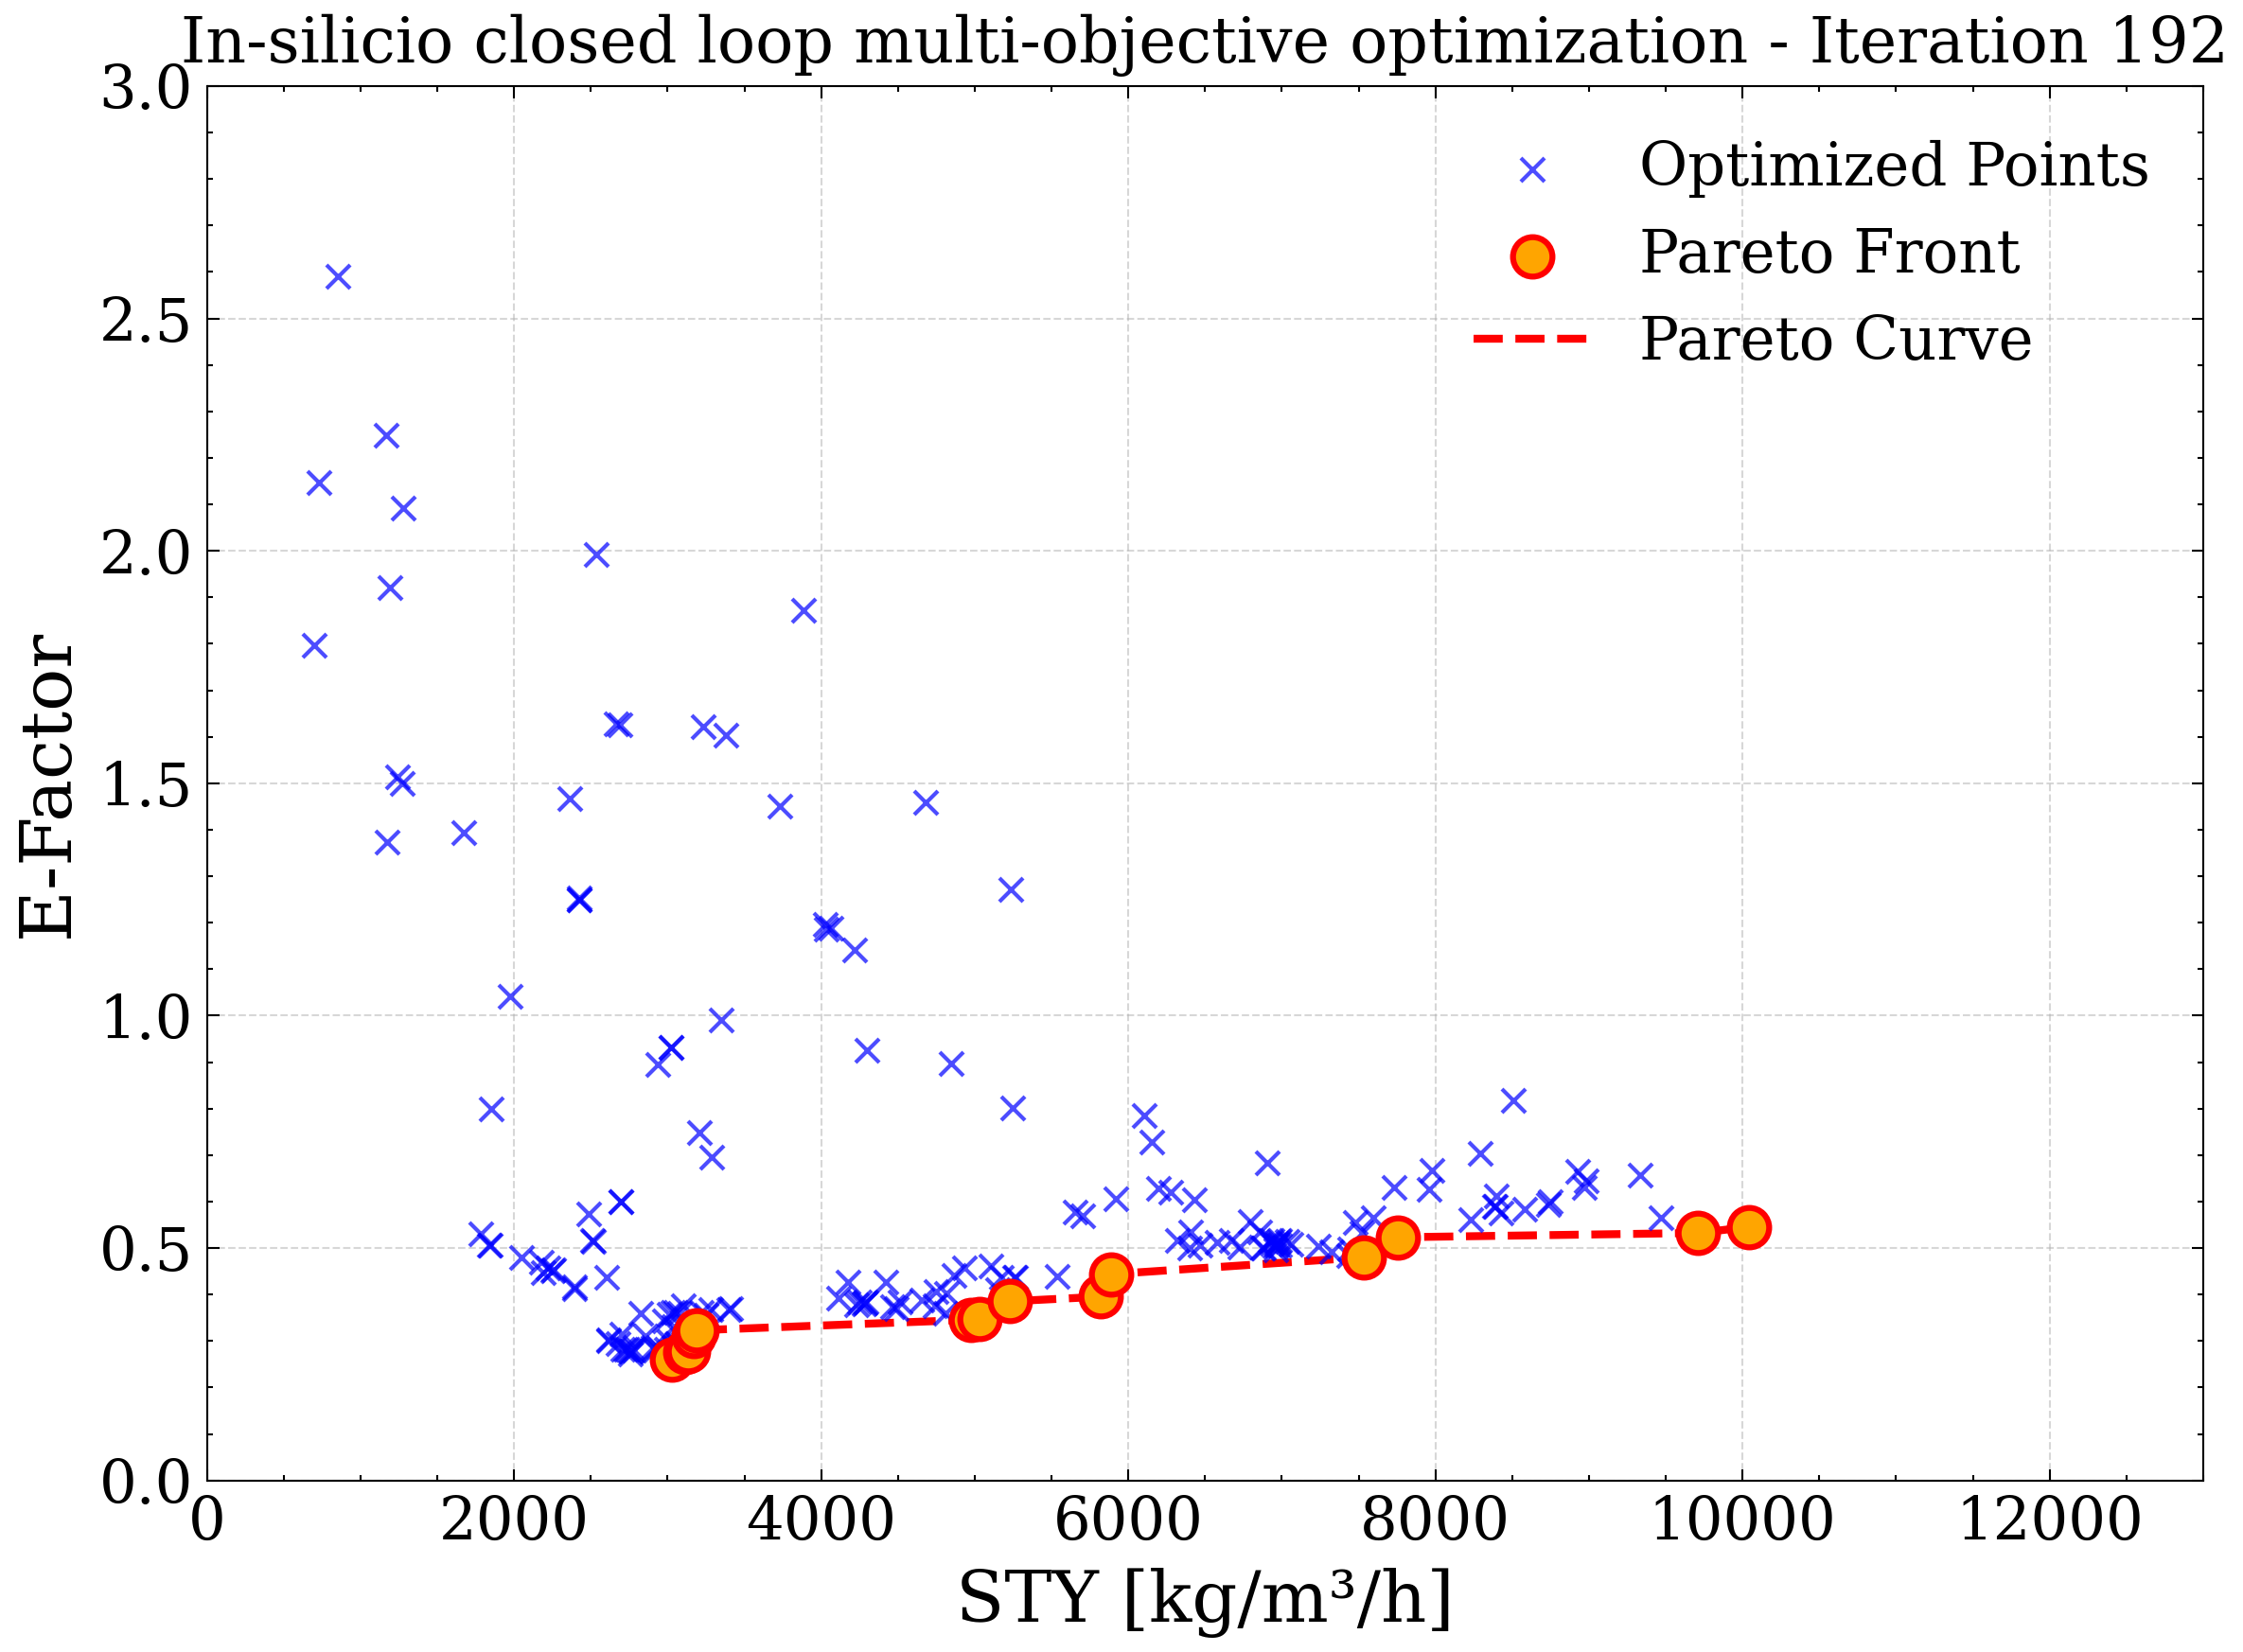 In-silicio closed loop multi-objective optimization - Iteration 192
3.0
2.5
2.0
1.5
1.0
0.5
0.0
E-Factor
Optimized Points
Pareto Front
Pareto Curve
0 2000 4000 6000 8000 10000 12000
STY [kg/m³/h]